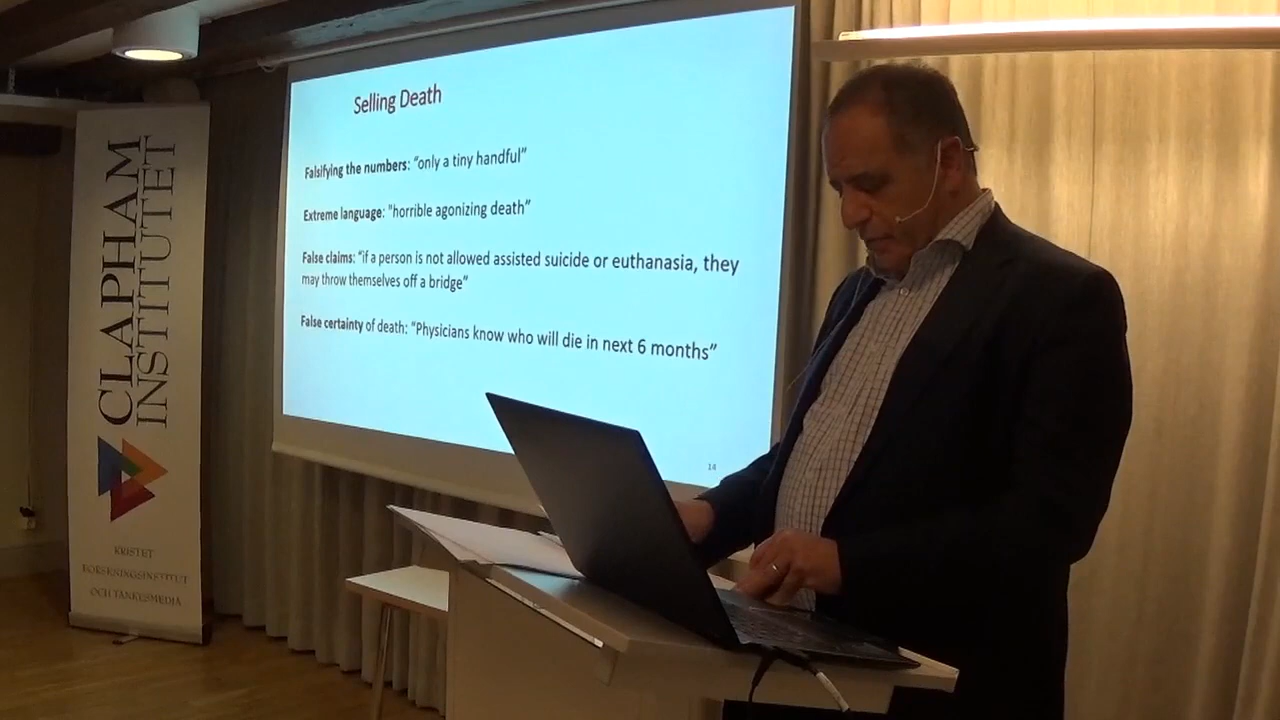 CLAPHAM
INSTITUTET
KRISTET
FORSKNINGSINSTITUT
OCH TANKESMEDJA
Selling Death
Falsifying the numbers: “only a tiny handful”
Extreme language: "horrible agonizing death”
False claims: “if a person is not allowed assisted suicide or euthanasia, they
may throw themselves off a bridge”
False certainty of death: “Physicians know who will die in next 6 months”
14